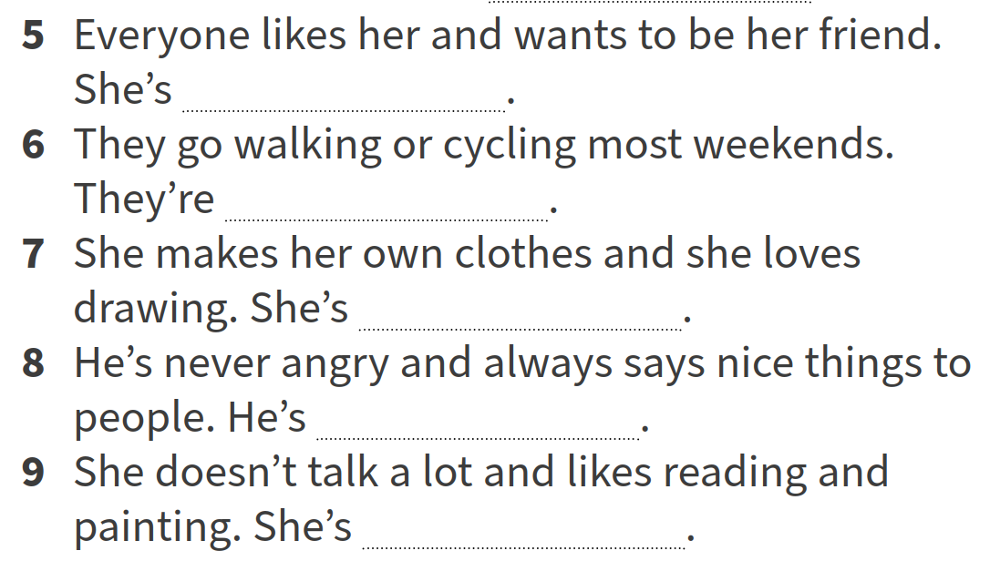 5 Everyone likes her and wants to be her friend.
She’s .
6 They go walking or cycling most weekends.
They’re .
7 She makes her own clothes and she loves
drawing. She’s .
8 He’s never angry and always says nice things to
people. He’s .
9 She doesn’t talk a lot and likes reading and
painting. She’s .